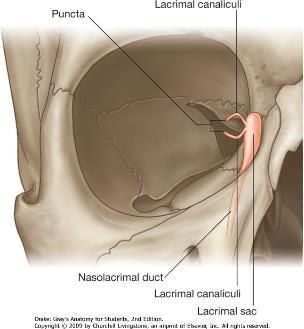 Lacrimal canaliculi
Puncta
Nasolacrimal duct
Lacrimal canaliculi
Lacrimal sac
Drake: Gray's Anatomy for Students, 2nd Edition.
Copyright © 2009 by Churchill Livingstone, an imprint of Elsevier, Inc. All rights reserved.